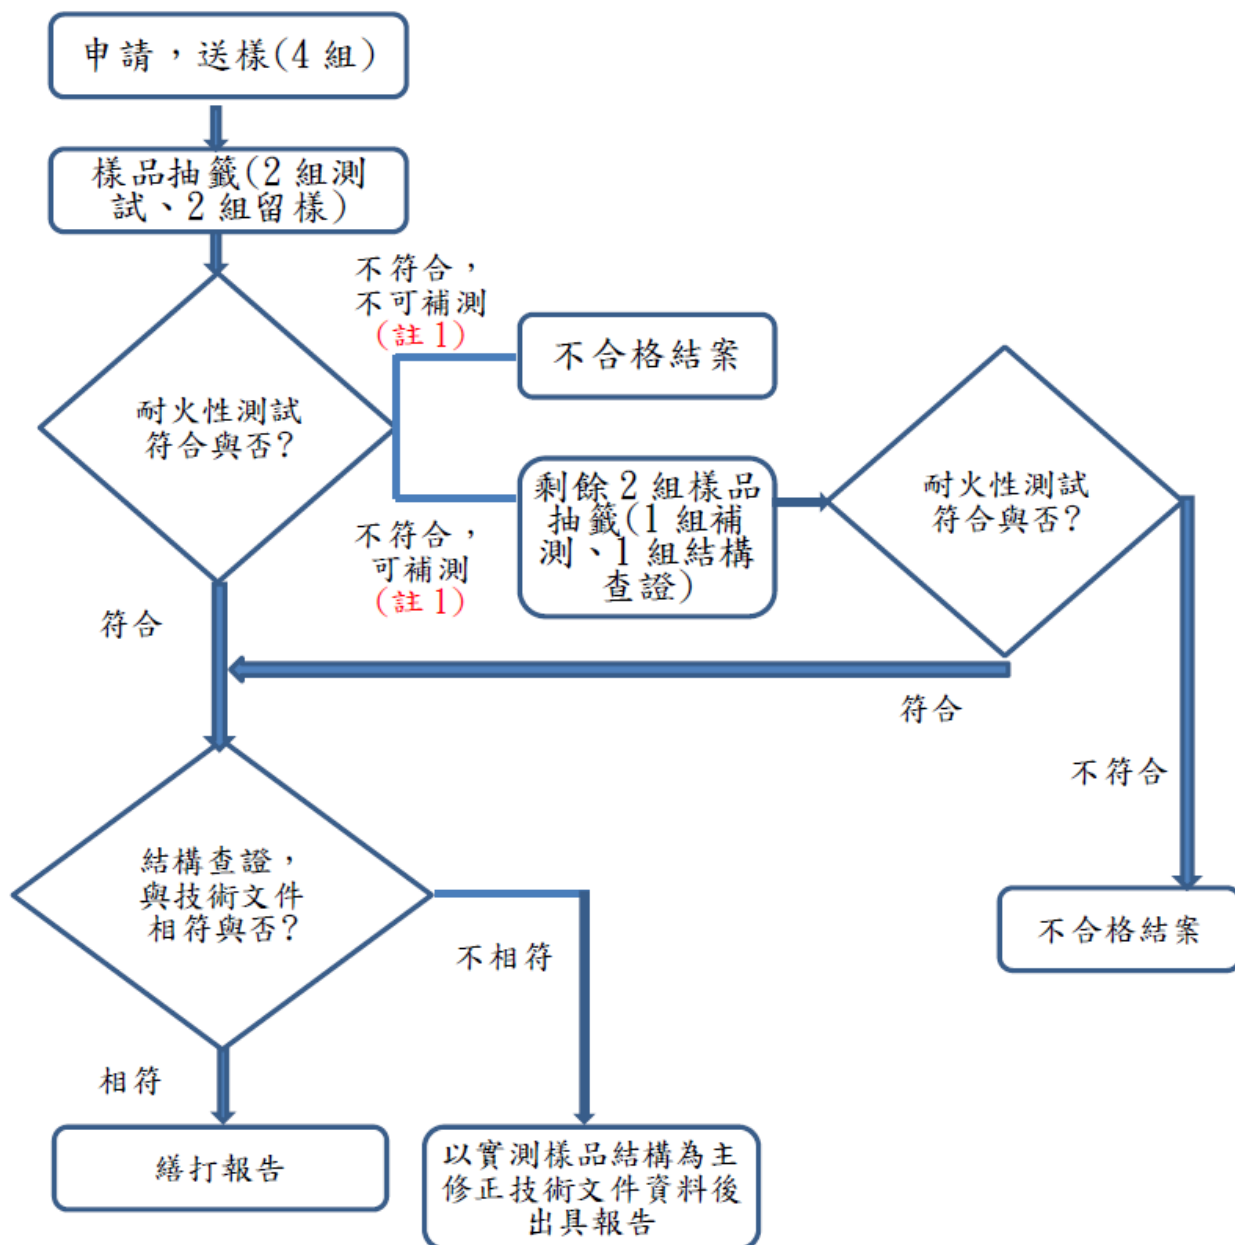 申請，送樣(4 組)
樣品抽籤(2 組測
試、2 組留樣)
不符合，
不可補測
(註 1)
不合格結案
耐火性測試
符合與否?
剩餘 2 組樣品
抽籤(1 組補
測、1 組結構
查證)
耐火性測試
符合與否?
不符合，
可補測
(註 1)
符合
符合
不符合
結構查證，
與技術文件
相符與否?
不相符
不合格結案
相符
繕打報告
以實測樣品結構為主
修正技術文件資料後
出具報告